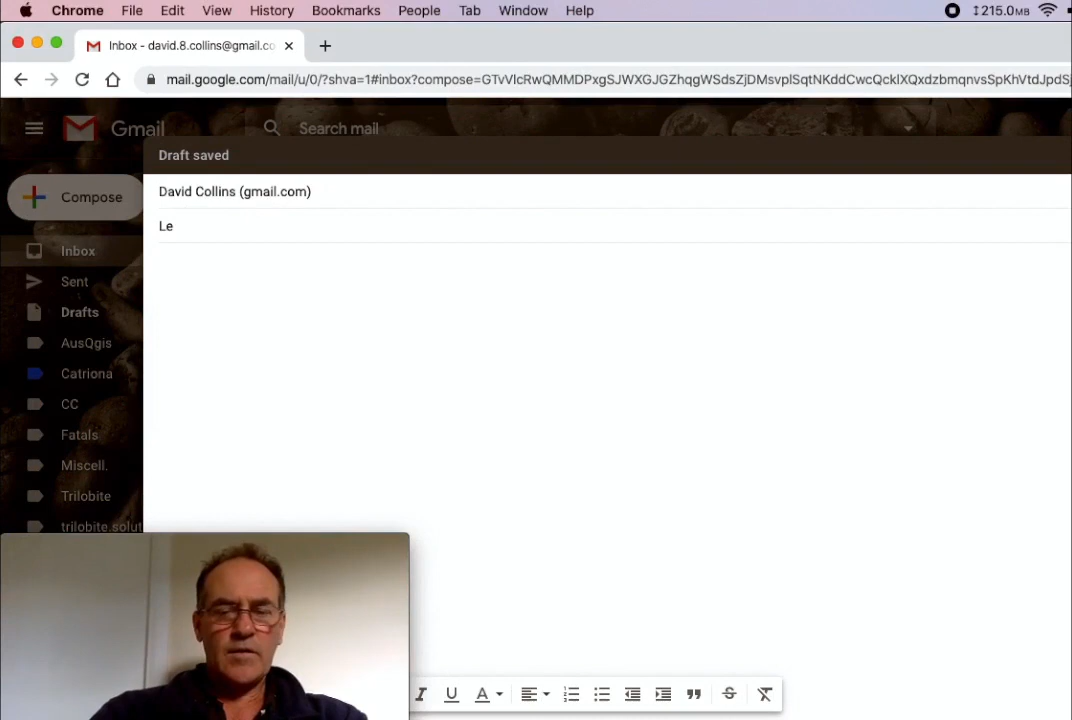 Chrome File Edit View History Bookmarks People Tab Window Help 215.0MB
Inbox - david.8.collins@gmail.co
mail.google.com/mail/u/0/?shva=1#inbox?compose=
Gmail Search mail
Draft saved
Compose
David Collins (gmail.com)
Le
Inbox
Sent
Drafts
AusQgis
Catriona
CC
Fatals
Miscell.
Trilobite
trilobite.solut
I U A